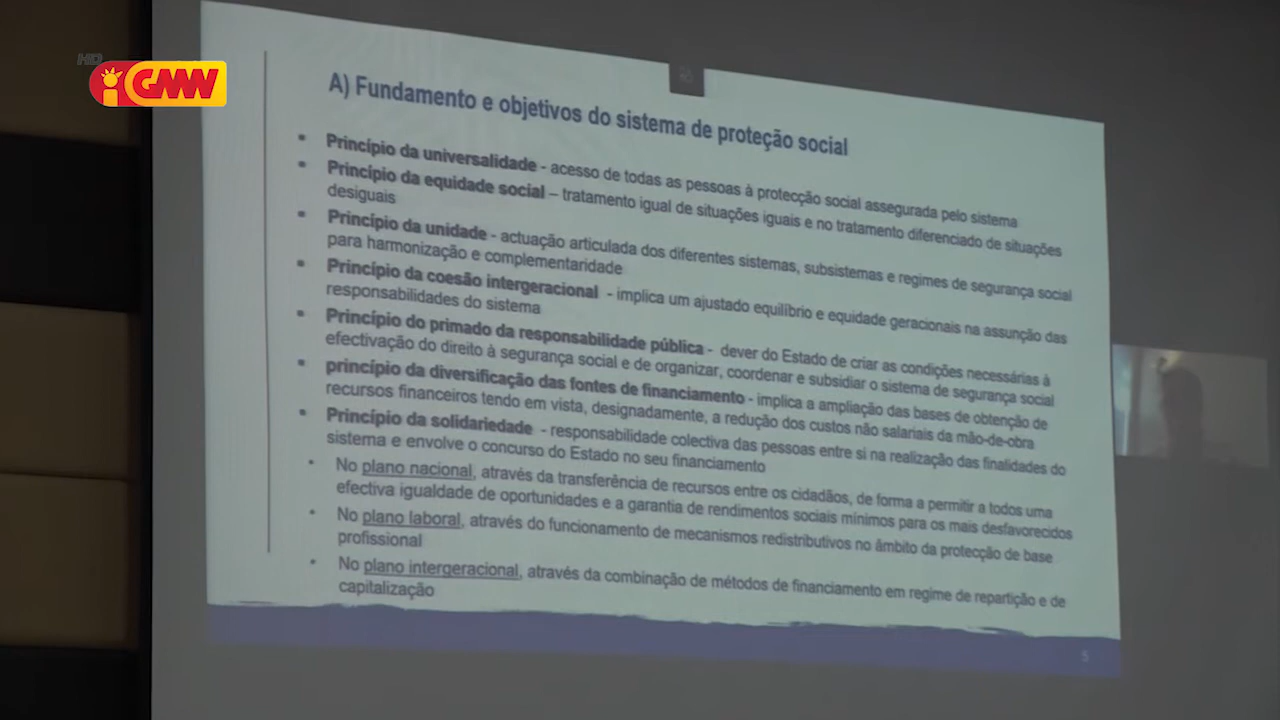 HD
GMN
A) Fundamento e objetivos do sistema de proteção social
Princípio da universalidade - acesso de todas as pessoas à protecção social assegurada pelo sistema
Princípio da equidade social – tratamento igual de situações iguais e no tratamento diferenciado de situações
desiguais
Princípio da unidade - actuação articulada dos diferentes sistemas, subsistemas e regimes de segurança social
para harmonização e complementaridade
Princípio da coesão intergeracional - implica um ajustado equilíbrio e equidade geracionais na assunção das
responsabilidades do sistema
Princípio do primado da responsabilidade pública - dever do Estado de criar as condições necessárias à
efectivação do direito à segurança social e de organizar, coordenar e subsidiar o sistema de segurança social
princípio da diversificação das fontes de financiamento - implica a ampliação das bases de obtenção de
recursos financeiros tendo em vista, designadamente, a redução dos custos não salariais da mão-de-obra
Princípio da solidariedade - responsabilidade colectiva das pessoas entre si na realização das finalidades do
sistema e envolve o concurso do Estado no seu financiamento
No plano nacional, através da transferência de recursos entre os cidadãos, de forma a permitir a todos uma
efectiva igualdade de oportunidades e a garantia de rendimentos sociais mínimos para os mais desfavorecidos
No plano laboral, através do funcionamento de mecanismos redistributivos no âmbito da protecção de base
profissional
No plano intergeracional, através da combinação de métodos de financiamento em regime de repartição e de
capitalização
5